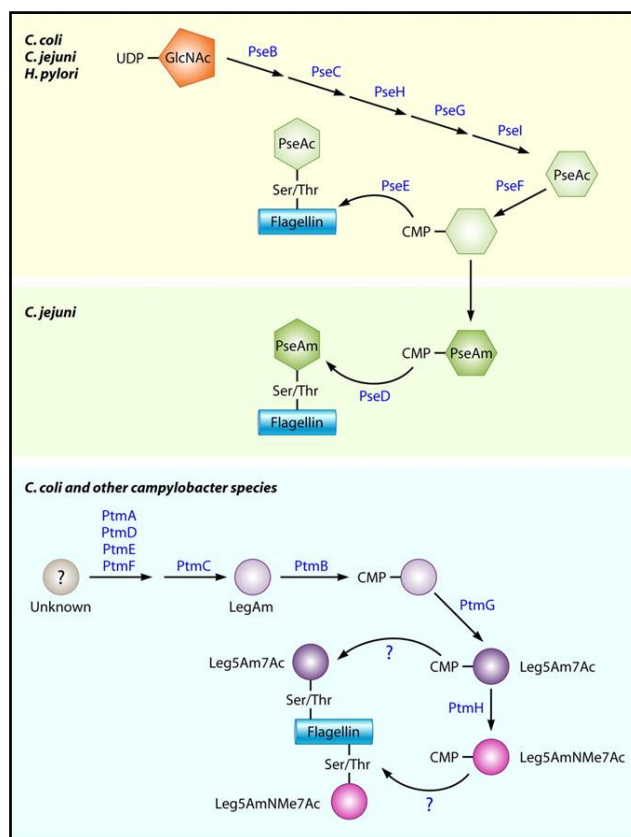 C. coli
C. jejuni
H. pylori
UDP
GlcNAc
PseB
PseC
PseH
PseG
PseI
PseAc
PseF
CMP
PseE
PseAc
Ser/Thr
Flagellin
C. jejuni
CMP
PseAm
PseD
PseAm
Ser/Thr
Flagellin
C. coli and other campylobacter species
?
Unknown
PtmA
PtmD
PtmE
PtmF
PtmC
LegAm
PtmB
CMP
PtmG
CMP
Leg5Am7Ac
?
Leg5Am7Ac
Ser/Thr
Flagellin
PtmH
CMP
Leg5AmNMe7Ac
?
Ser/Thr
Leg5AmNMe7Ac